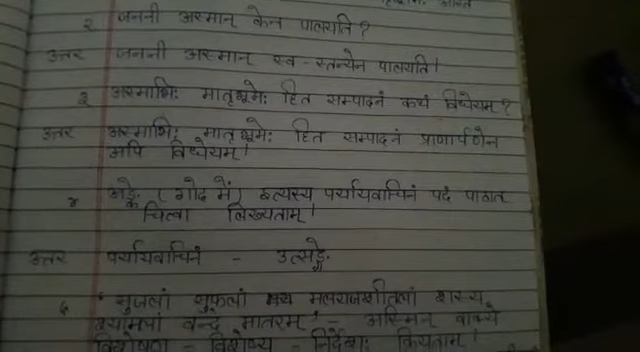 २ जननी अस्मान् केन पालयति?
उत्तर जननी अस्मान् स्व-स्तन्येन पालयति।
३ अस्माभिः मातृभूमेः हित सम्पादनं कथं विधेयम्?
उत्तर अस्माभिः मातृभूमेः हित सम्पादनं प्राणार्पणेन
अपि विधेयम्।
४ अङ्के (गोद में) इत्यस्य पर्यायवाचिनं पदं पाठात्
चित्वा लिख्यताम्।
उत्तर पर्यायवाचिनं - उत्सङ्गे
'सुजलां सुफलां मलयजशीतलां शस्य
श्यामलां वन्दे मातरम्' - अस्मिन् वाक्ये
विशेषण - विशेष्य - निर्देशः क्रियताम्।